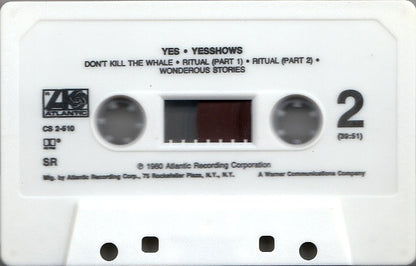 YES • YESSHOWS
DON'T KILL THE WHALE • RITUAL (PART 1) • RITUAL (PART 2) •
WONDEROUS STORIES
ATLANTIC
2
CS 2-510
(39:51)
SR
℗ 1980 Atlantic Recording Corporation
Mfg. by Atlantic Recording Corp., 75 Rockefeller Plaza, N.Y., N.Y. A Warner Communications Company